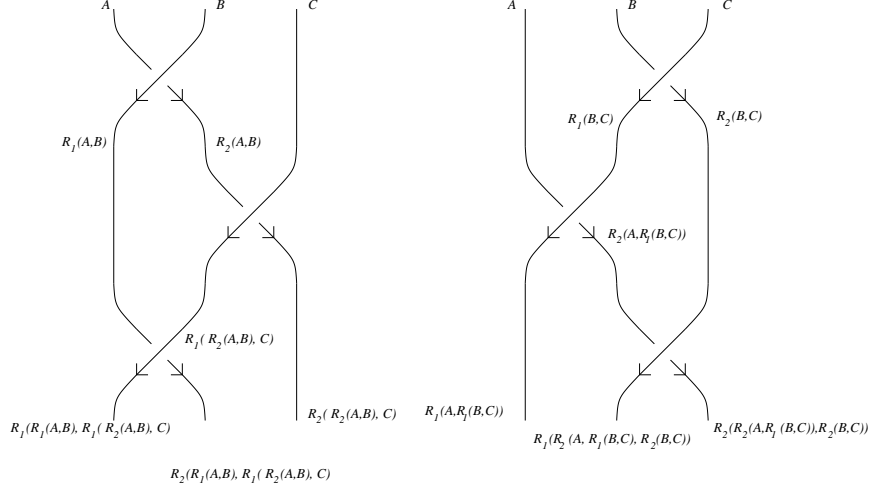 A B C A B C
R1(A,B) R2(A,B) R1(B,C) R2(B,C)
R2(A,R1(B,C))
R1( R2(A,B), C)
R1(R1(A,B), R1( R2(A,B), C) R2( R2(A,B), C) R1(A,R1(B,C)) R1(R2(A, R1(B,C), R2(B,C)) R2(R2(A,R1(B,C)),R2(B,C))
R2(R1(A,B), R1( R2(A,B), C)